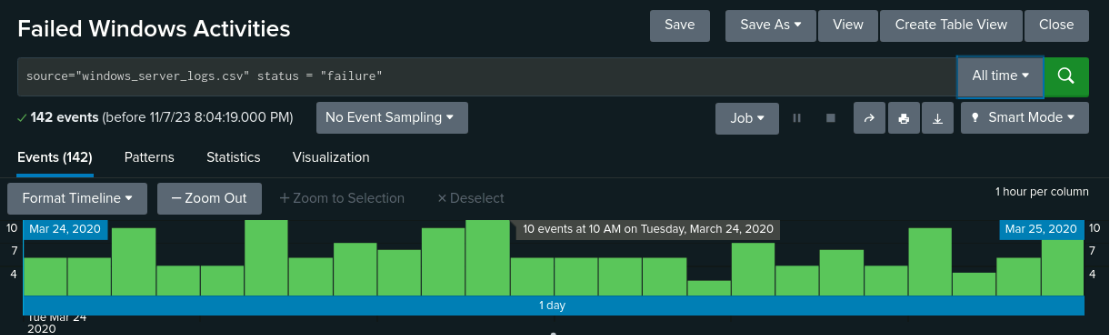 Failed Windows Activities
Save
Save As
View
Create Table View
Close
source="windows_server_logs.csv" status = "failure"
All time
142 events (before 11/7/23 8:04:19.000 PM)
No Event Sampling
Job
Smart Mode
Events (142)
Patterns
Statistics
Visualization
Format Timeline
— Zoom Out
+ Zoom to Selection
× Deselect
1 hour per column
10
7
4
Mar 24, 2020
10 events at 10 AM on Tuesday, March 24, 2020
Mar 25, 2020
10
7
4
1 day
Tue Mar 24
2020